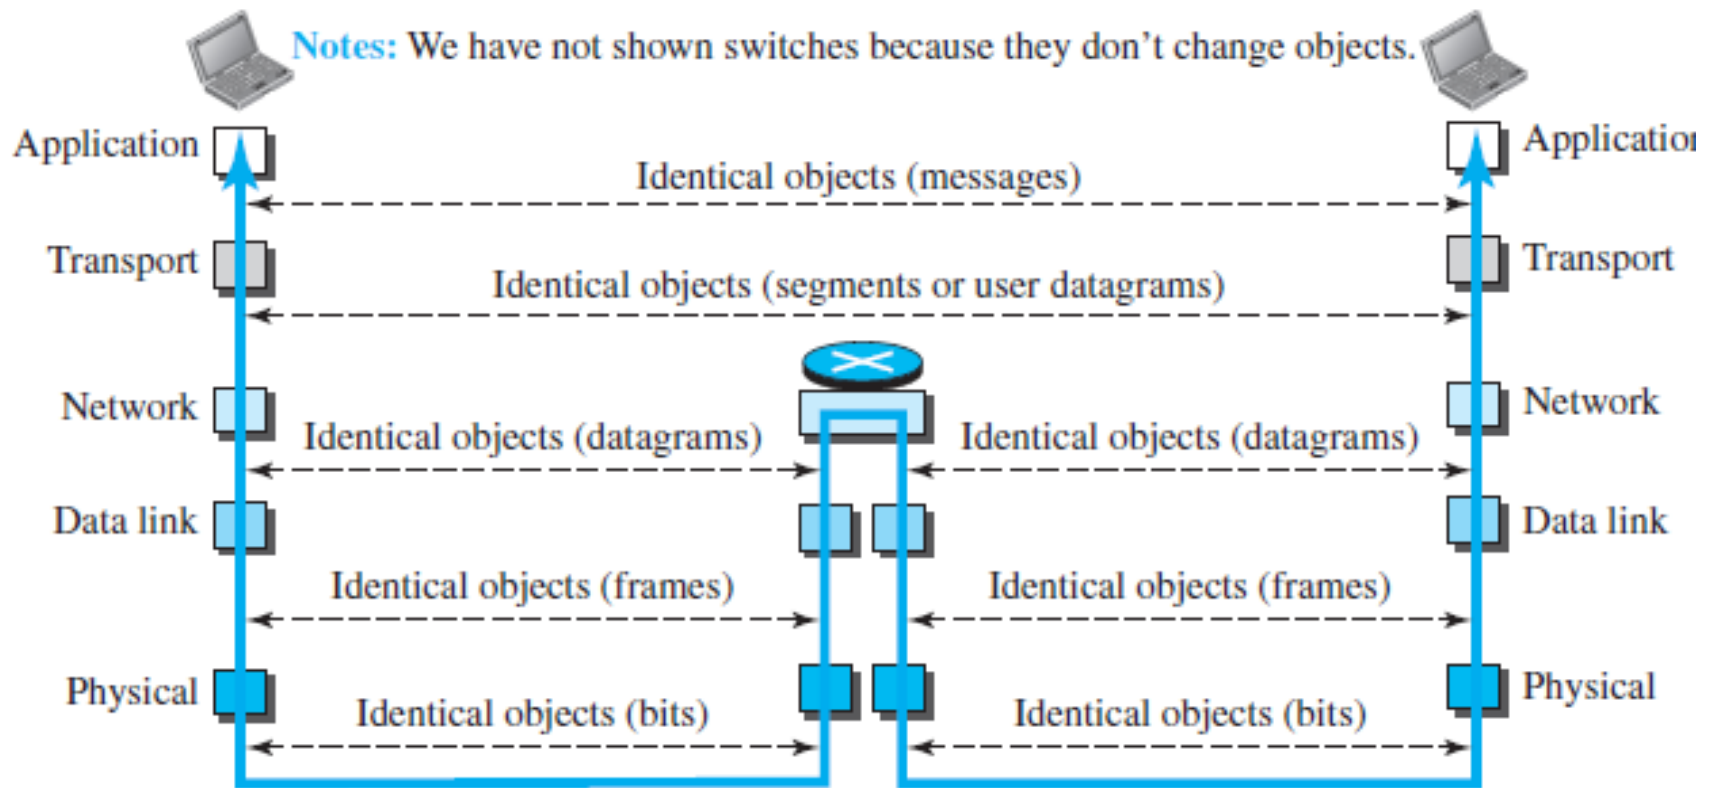 Notes: We have not shown switches because they don't change objects.
Application
Applicatior
Identical objects (messages)
Transport
Transport
Identical objects (segments or user datagrams)
Network
Network
Identical objects (datagrams)
Identical objects (datagrams)
Data link
Data link
Identical objects (frames)
Identical objects (frames)
Physical
Physical
Identical objects (bits)
Identical objects (bits)